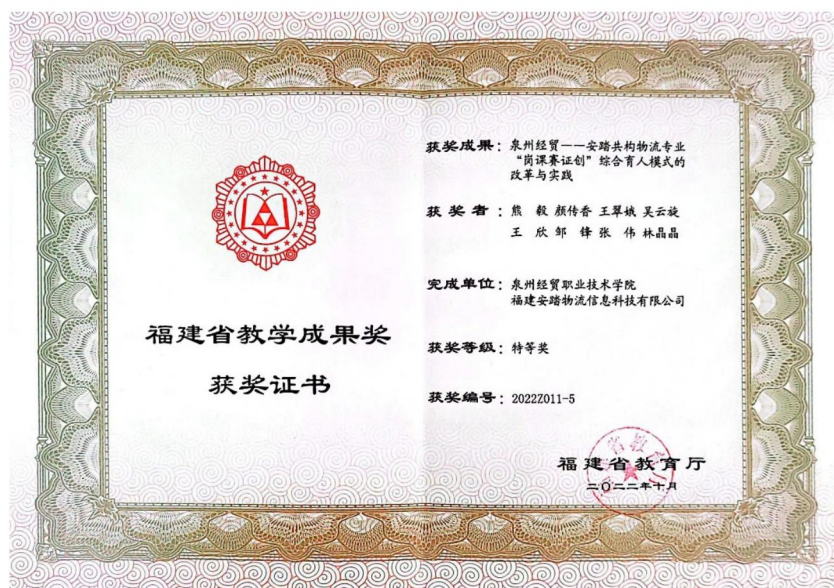 福建省教学成果奖
获奖证书
获奖成果：泉州经贸——安踏共构物流专业
“岗课赛证创”综合育人模式的
改革与实践
获奖者：熊 毅 颜传香 王翠娥 吴云旋
王 欣 邹 锋 张 伟 林晶晶
完成单位：泉州经贸职业技术学院
福建安踏物流信息科技有限公司
获奖等级：特等奖
获奖编号：2022Z011-5
福建省教育厅
二〇二二年十月